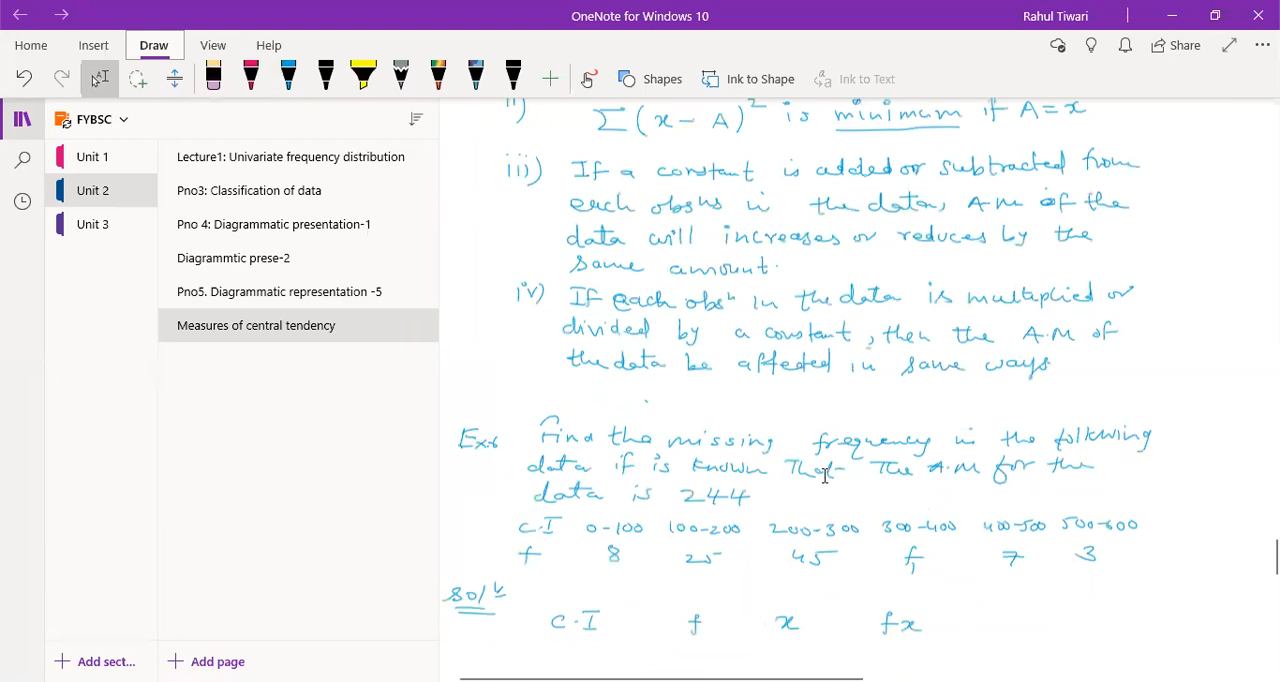 OneNote for Windows 10
Rahul Tiwari
Home Insert Draw View Help
Share
Shapes Ink to Shape Ink to Text
FYBSC
Unit 1
Unit 2
Unit 3
Lecture1: Univariate frequency distribution
Pno3: Classification of data
Pno 4: Diagrammatic presentation-1
Diagrammtic prese-2
Pno5. Diagrammatic representation -5
Measures of central tendency
Add sect...
Add page
ii) Σ(x - A)² is minimum if A = x
iii) If a constant is added or subtracted from
each obsns in the data, A.M of the
data will increases or reduces by the
same amount.
iv) If each obsⁿ in the data is multiplied or
divided by a constant, then the A.M of
the data be affected in same ways
Ex.6 Find the missing frequency in the following
data if is known That The A.M for the
data is 244
C.I 0-100 100-200 200-300 300-400 400-500 500-600
f 8 25 45 f₁ 7 3
Sol
C.I f x fx